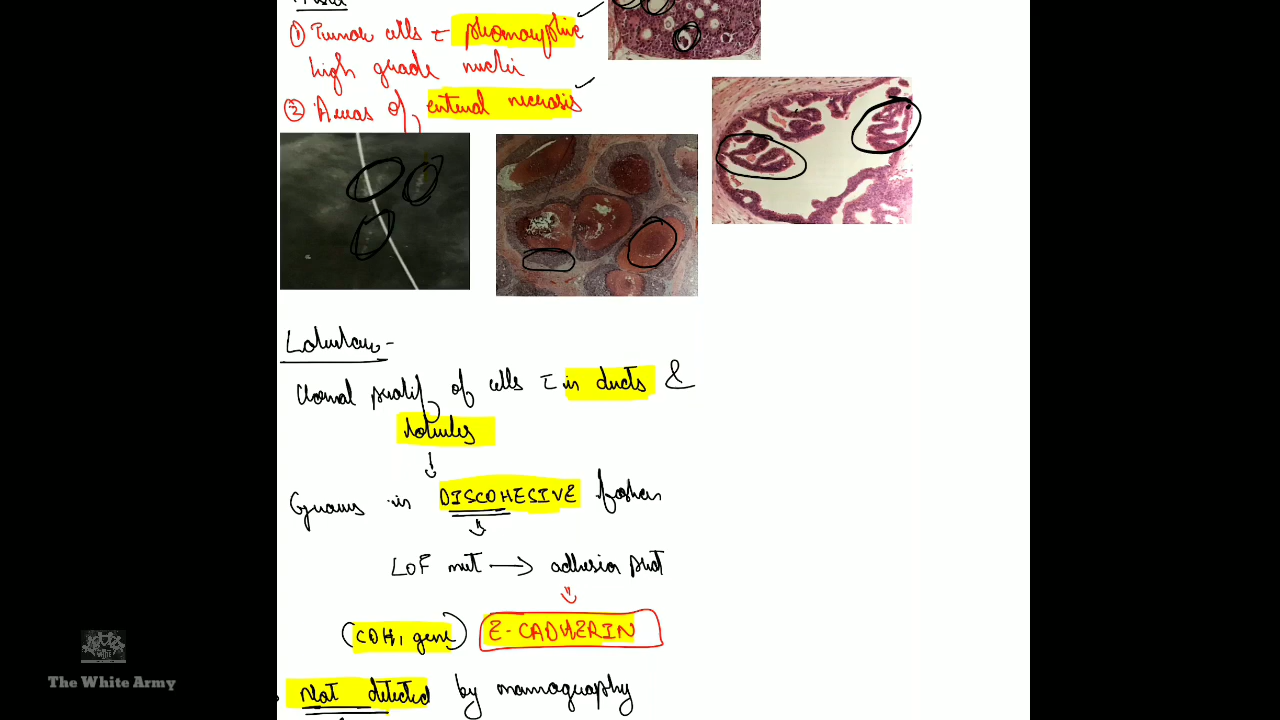 ① Tumor cells c̄ pleomorphic
high grade nuclei
② Areas of central necrosis
Lobular -
Clonal prolif of cells c̄ in ducts &
lobules
↓
Grows in DISCOHESIVE fashion
LOF mut → adhesion prot
(CDH1 gene) E-CADHERIN
Not detected by mamography
The White Army